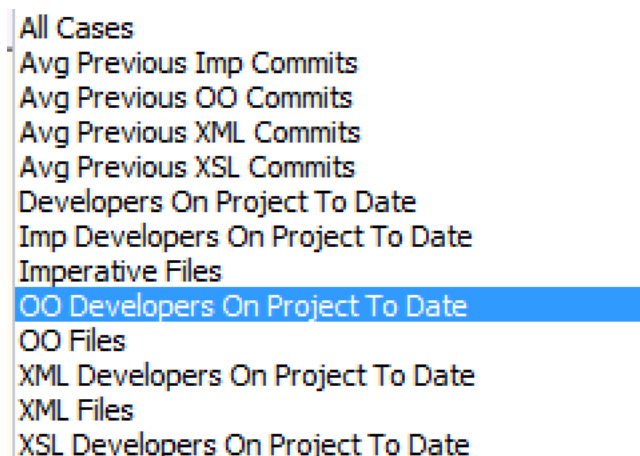 All Cases
Avg Previous Imp Commits
Avg Previous OO Commits
Avg Previous XML Commits
Avg Previous XSL Commits
Developers On Project To Date
Imp Developers On Project To Date
Imperative Files
OO Developers On Project To Date
OO Files
XML Developers On Project To Date
XML Files
XSL Developers On Project To Date